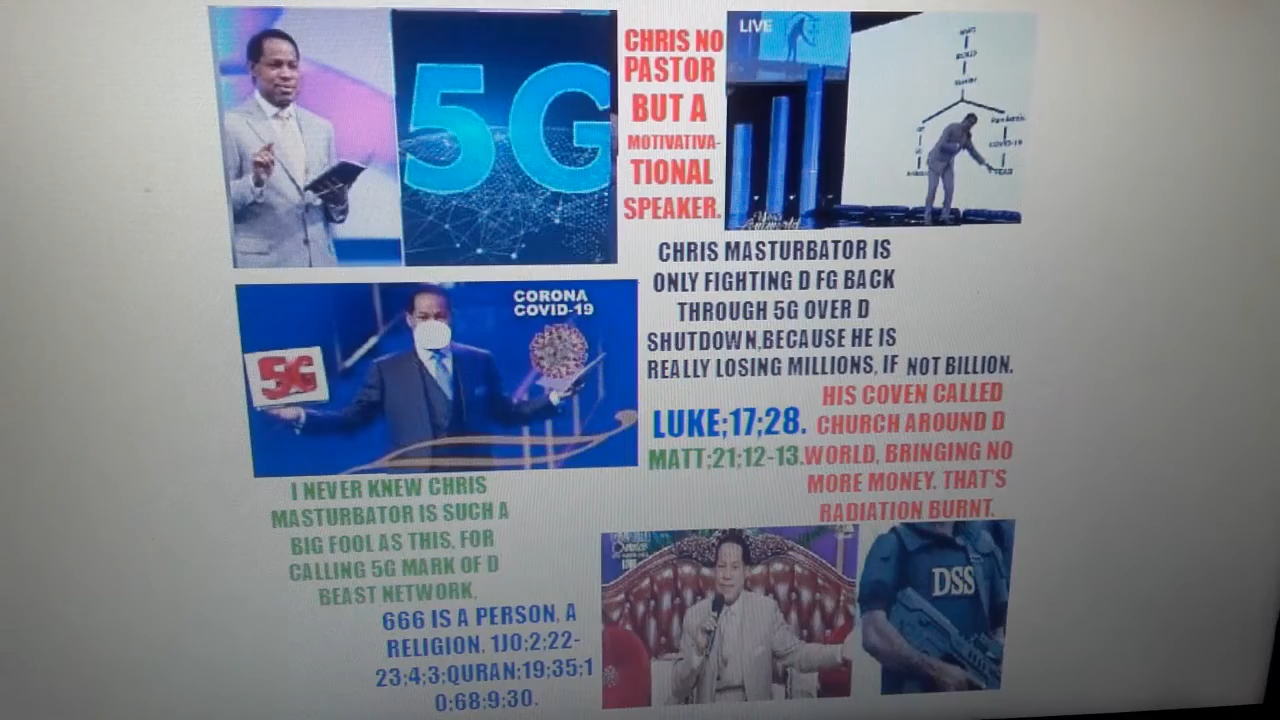 5G
CHRIS NO
PASTOR
BUT A
MOTIVATIVA-
TIONAL
SPEAKER.
LIVE
COVID-19
CHRIS MASTURBATOR IS
ONLY FIGHTING D FG BACK
THROUGH 5G OVER D
SHUTDOWN,BECAUSE HE IS
REALLY LOSING MILLIONS, IF NOT BILLION.
CORONA
COVID-19
5G
HIS COVEN CALLED
CHURCH AROUND D
WORLD, BRINGING NO
MORE MONEY. THAT'S
RADIATION BURNT.
LUKE;17;28.
MATT;21;12-13.
I NEVER KNEW CHRIS
MASTURBATOR IS SUCH A
BIG FOOL AS THIS, FOR
CALLING 5G MARK OF D
BEAST NETWORK,
666 IS A PERSON, A
RELIGION. 1JO;2;22-
23;4;3;QURAN;19;35;1
0;68;9;30.
DSS